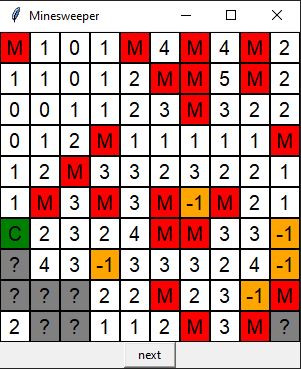 Minesweeper
M 1 0 1 M 4 M 4 M 2
1 1 0 1 2 M M 5 M 2
0 0 1 1 2 3 M 3 2 2
0 1 2 M 1 1 1 1 1 M
1 2 M 3 3 2 3 2 2 1
1 M 3 M 3 M -1 M 2 1
C 2 3 2 4 M M 3 3 -1
? 4 3 -1 3 3 3 2 4 -1
? ? ? 2 2 M 2 3 -1 M
2 ? ? 1 1 2 M 3 M ?
next